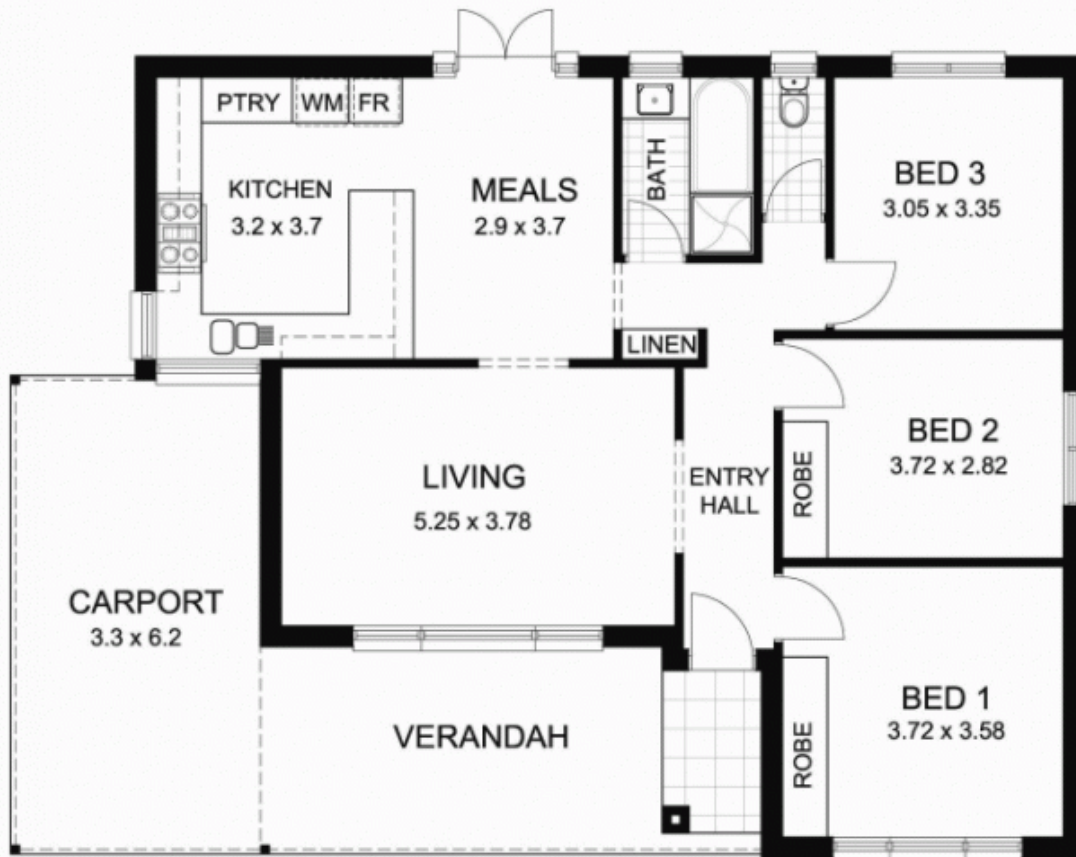 PTRY
WM
FR
KITCHEN
3.2 x 3.7
MEALS
2.9 x 3.7
BATH
BED 3
3.05 x 3.35
LINEN
LIVING
5.25 x 3.78
ENTRY
HALL
ROBE
BED 2
3.72 x 2.82
CARPORT
3.3 x 6.2
VERANDAH
ROBE
BED 1
3.72 x 3.58